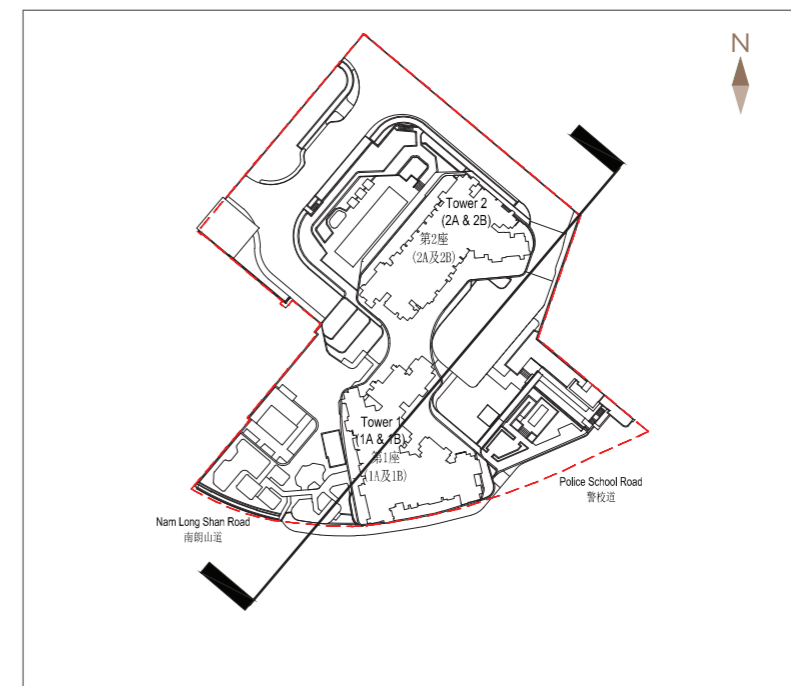 N
Tower 2
(2A & 2B)
第2座
(2A及2B)
Tower 1
(1A & 1B)
第1座
(1A及1B)
Police School Road
警校道
Nam Long Shan Road
南朗山道